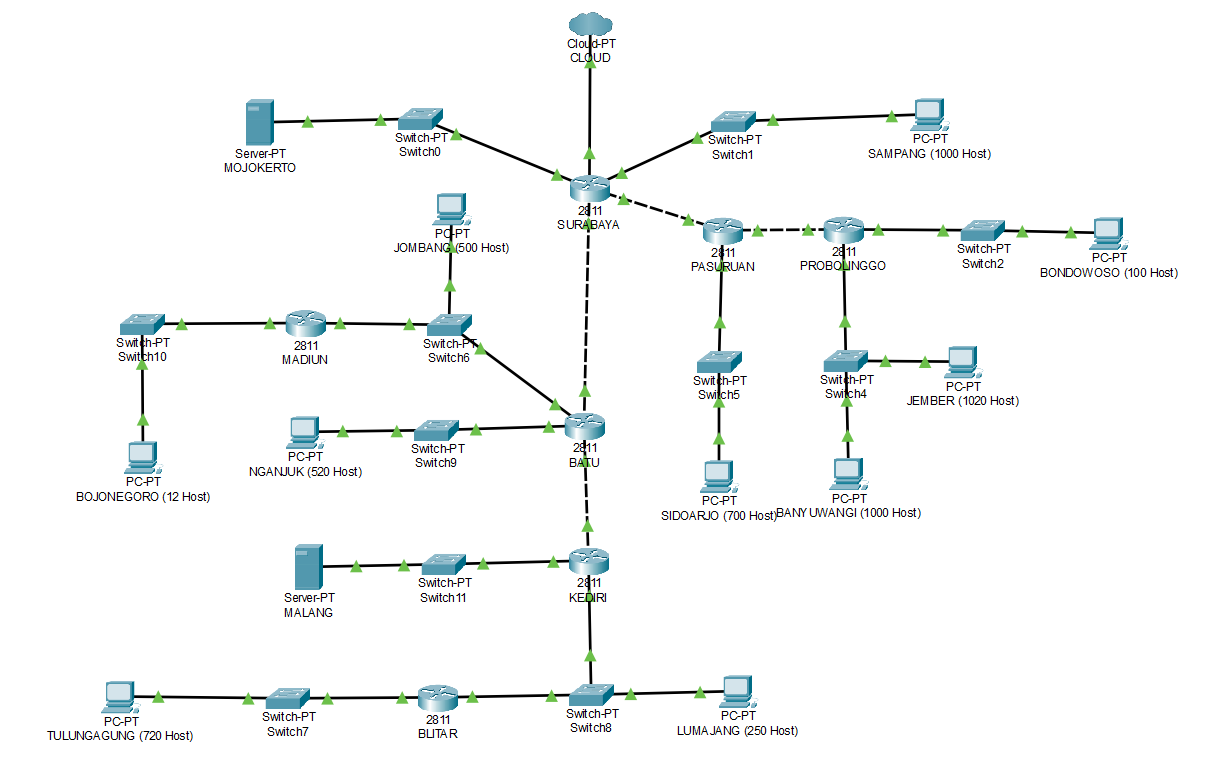 Cloud-PT
CLOUD
Server-PT
MOJOKERTO
Switch-PT
Switch0
Switch-PT
Switch1
PC-PT
SAMPANG (1000 Host)
2811
SURABAYA
PC-PT
JOMBANG (500 Host)
2811
PASURUAN
2811
PROBOLINGGO
Switch-PT
Switch2
PC-PT
BONDOWOSO (100 Host)
Switch-PT
Switch10
2811
MADIUN
Switch-PT
Switch6
Switch-PT
Switch5
Switch-PT
Switch4
PC-PT
JEMBER (1020 Host)
PC-PT
NGANJUK (520 Host)
Switch-PT
Switch9
2811
BATU
PC-PT
BOJONEGORO (12 Host)
PC-PT
SIDOARJO (700 Host)
PC-PT
BANYUWANGI (1000 Host)
Server-PT
MALANG
Switch-PT
Switch11
2811
KEDIRI
PC-PT
TULUNGAGUNG (720 Host)
Switch-PT
Switch7
2811
BLITAR
Switch-PT
Switch8
PC-PT
LUMAJANG (250 Host)